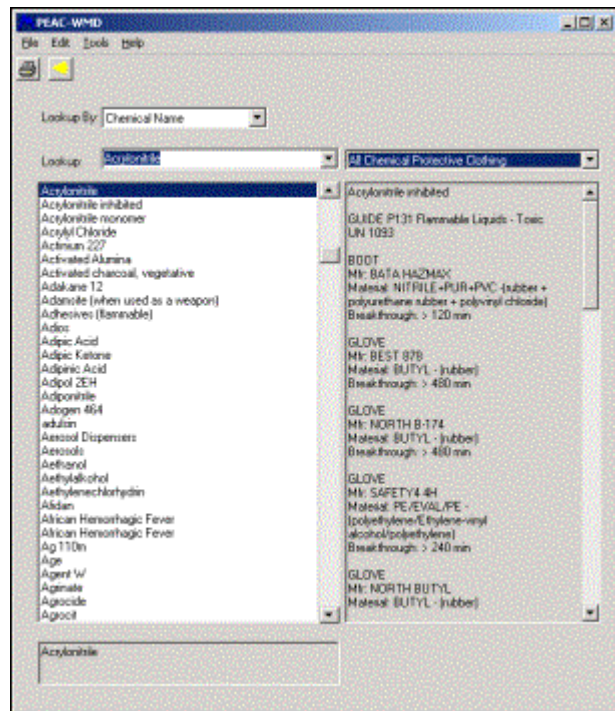 PEAC-WMD
File Edit Tools Help
Lookup By: Chemical Name
Lookup: Acrylonitrile
All Chemical Protective Clothing
Acrylonitrile
Acrylonitrile inhibited
Acrylonitrile monomer
Acrylyl Chloride
Actinium 227
Activated Alumina
Activated charcoal, vegetative
Adakane 12
Adamsite (when used as a weapon)
Adhesives (flammable)
Adios
Adipic Acid
Adipic Ketone
Adipinic Acid
Adipol 2EH
Adiponitrile
Adogen 464
adulsin
Aerosol Dispensers
Aerosols
Aethanol
Aethylalkohol
Aethylenechlorhydrin
Afidan
African Hemorrhagic Fever
African Hemorrhagic Fever
Ag 110m
Age
Agent W
Agrinate
Agrocide
Agrocit
Acrylonitrile inhibited
GUIDE P131 Flammable Liquids - Toxic
UN 1093
BOOT
Mfr: BATA HAZMAX
Material: NITRILE+PUR+PVC -(rubber +
polyurethane rubber + polyvinyl chloride)
Breakthrough: > 120 min
GLOVE
Mfr: BEST 878
Material: BUTYL - (rubber)
Breakthrough: > 480 min
GLOVE
Mfr: NORTH B-174
Material: BUTYL - (rubber)
Breakthrough: > 480 min
GLOVE
Mfr: SAFETY4 4H
Material: PE/EVAL/PE -
(polyethylene/Ethylene-vinyl
alcohol/polyethylene)
Breakthrough: > 240 min
GLOVE
Mfr: NORTH BUTYL
Material: BUTYL - (rubber)
Acrylonitrile